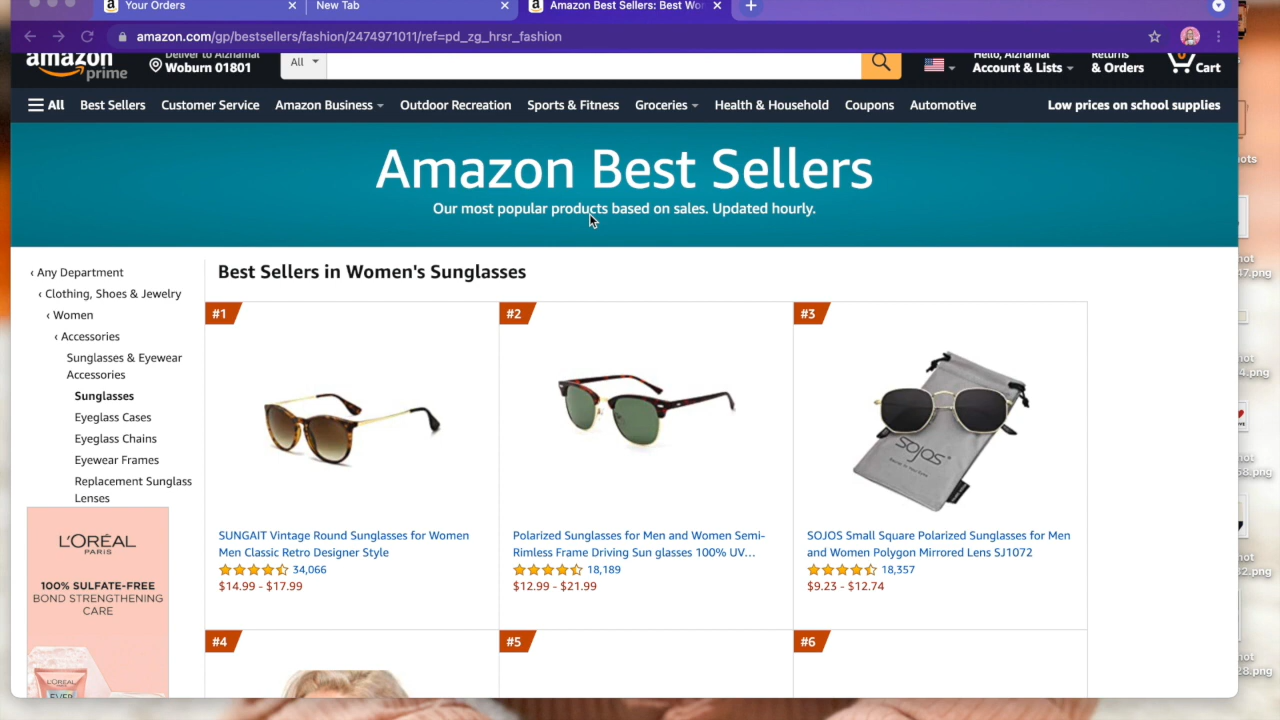 Your Orders
New Tab
Amazon Best Sellers: Best Wo
amazon.com/gp/bestsellers/fashion/2474971011/ref=pd_zg_hrsr_fashion
amazon prime
Deliver to Alzhamal
Woburn 01801
All
Hello, Alzhamal
Account & Lists
Returns
& Orders
0
Cart
All
Best Sellers
Customer Service
Amazon Business
Outdoor Recreation
Sports & Fitness
Groceries
Health & Household
Coupons
Automotive
Low prices on school supplies
Amazon Best Sellers
Our most popular products based on sales. Updated hourly.
‹ Any Department
‹ Clothing, Shoes & Jewelry
‹ Women
‹ Accessories
Sunglasses & Eyewear
Accessories
Sunglasses
Eyeglass Cases
Eyeglass Chains
Eyewear Frames
Replacement Sunglass
Lenses
L'ORÉAL
PARIS
100% SULFATE-FREE
BOND STRENGTHENING
CARE
L'ORÉAL
EVER
Best Sellers in Women's Sunglasses
#1
SUNGAIT Vintage Round Sunglasses for Women
Men Classic Retro Designer Style
34,066
$14.99 - $17.99
#2
Polarized Sunglasses for Men and Women Semi-
Rimless Frame Driving Sun glasses 100% UV…
18,189
$12.99 - $21.99
#3
SOJOS
SOJOS Small Square Polarized Sunglasses for Men
and Women Polygon Mirrored Lens SJ1072
18,357
$9.23 - $12.74
#4
#5
#6